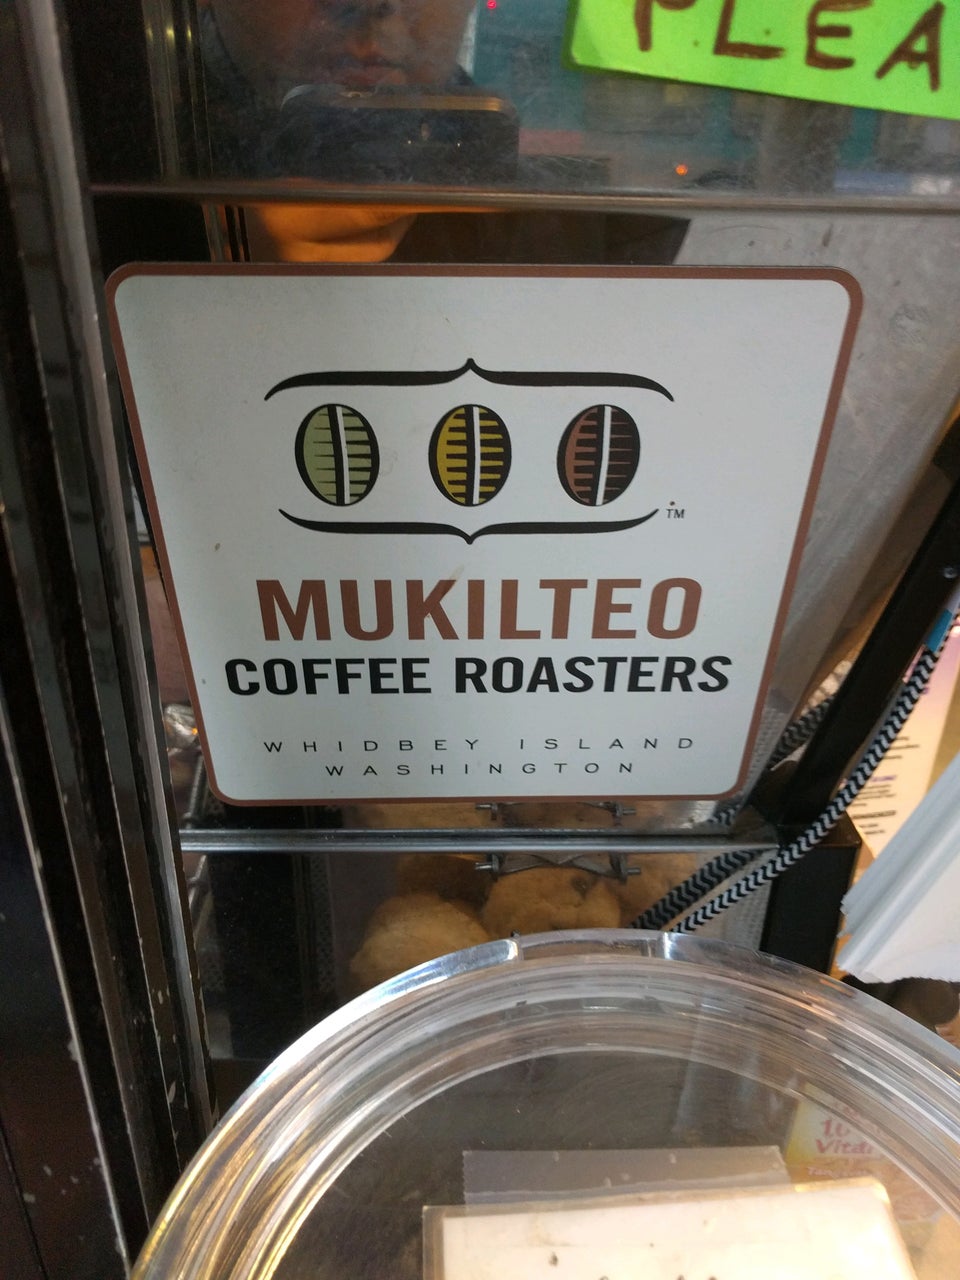 PLEA
TM
MUKILTEO
COFFEE ROASTERS
WHIDBEY ISLAND
WASHINGTON